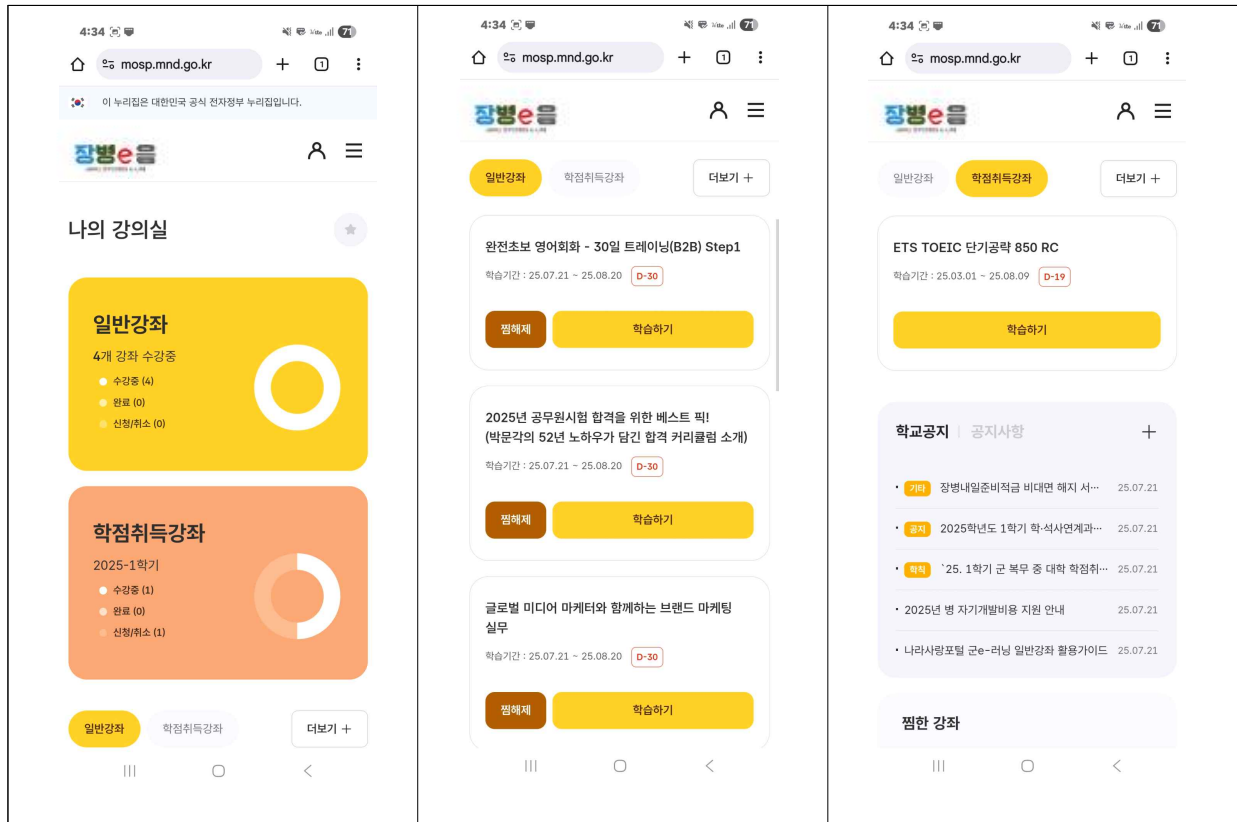 4:34
71
mosp.mnd.go.kr
1
이 누리집은 대한민국 공식 전자정부 누리집입니다.
장병e음
나의 강의실
일반강좌
4개 강좌 수강중
수강중 (4)
완료 (0)
신청/취소 (0)
학점취득강좌
2025-1학기
수강중 (1)
완료 (0)
신청/취소 (1)
일반강좌 학점취득강좌 더보기 +
4:34
71
mosp.mnd.go.kr
1
장병e음
일반강좌 학점취득강좌 더보기 +
완전초보 영어회화 - 30일 트레이닝(B2B) Step1
학습기간 : 25.07.21 ~ 25.08.20 D-30
찜해제 학습하기
2025년 공무원시험 합격을 위한 베스트 픽!
(박문각의 52년 노하우가 담긴 합격 커리큘럼 소개)
학습기간 : 25.07.21 ~ 25.08.20 D-30
찜해제 학습하기
글로벌 미디어 마케터와 함께하는 브랜드 마케팅
실무
학습기간 : 25.07.21 ~ 25.08.20 D-30
찜해제 학습하기
4:34
71
mosp.mnd.go.kr
1
장병e음
일반강좌 학점취득강좌 더보기 +
ETS TOEIC 단기공략 850 RC
학습기간 : 25.03.01 ~ 25.08.09 D-19
학습하기
학교공지 | 공지사항 +
• 기타 장병내일준비적금 비대면 해지 서… 25.07.21
• 공지 2025학년도 1학기 학·석사연계과… 25.07.21
• 학칙 `25. 1학기 군 복무 중 대학 학점취… 25.07.21
• 2025년 병 자기개발비용 지원 안내 25.07.21
• 나라사랑포털 군e-러닝 일반강좌 활용가이드 25.07.21
찜한 강좌